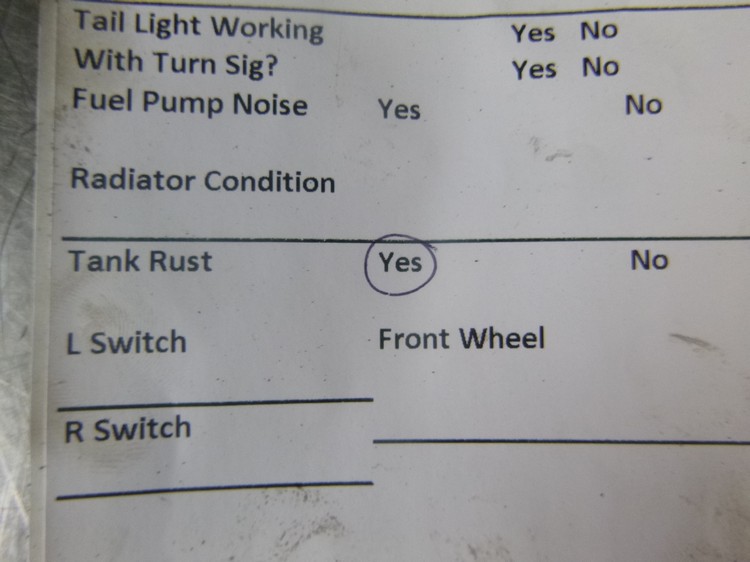 Tail Light Working Yes No
With Turn Sig? Yes No
Fuel Pump Noise Yes No
Radiator Condition
Tank Rust Yes No
L Switch Front Wheel
R Switch